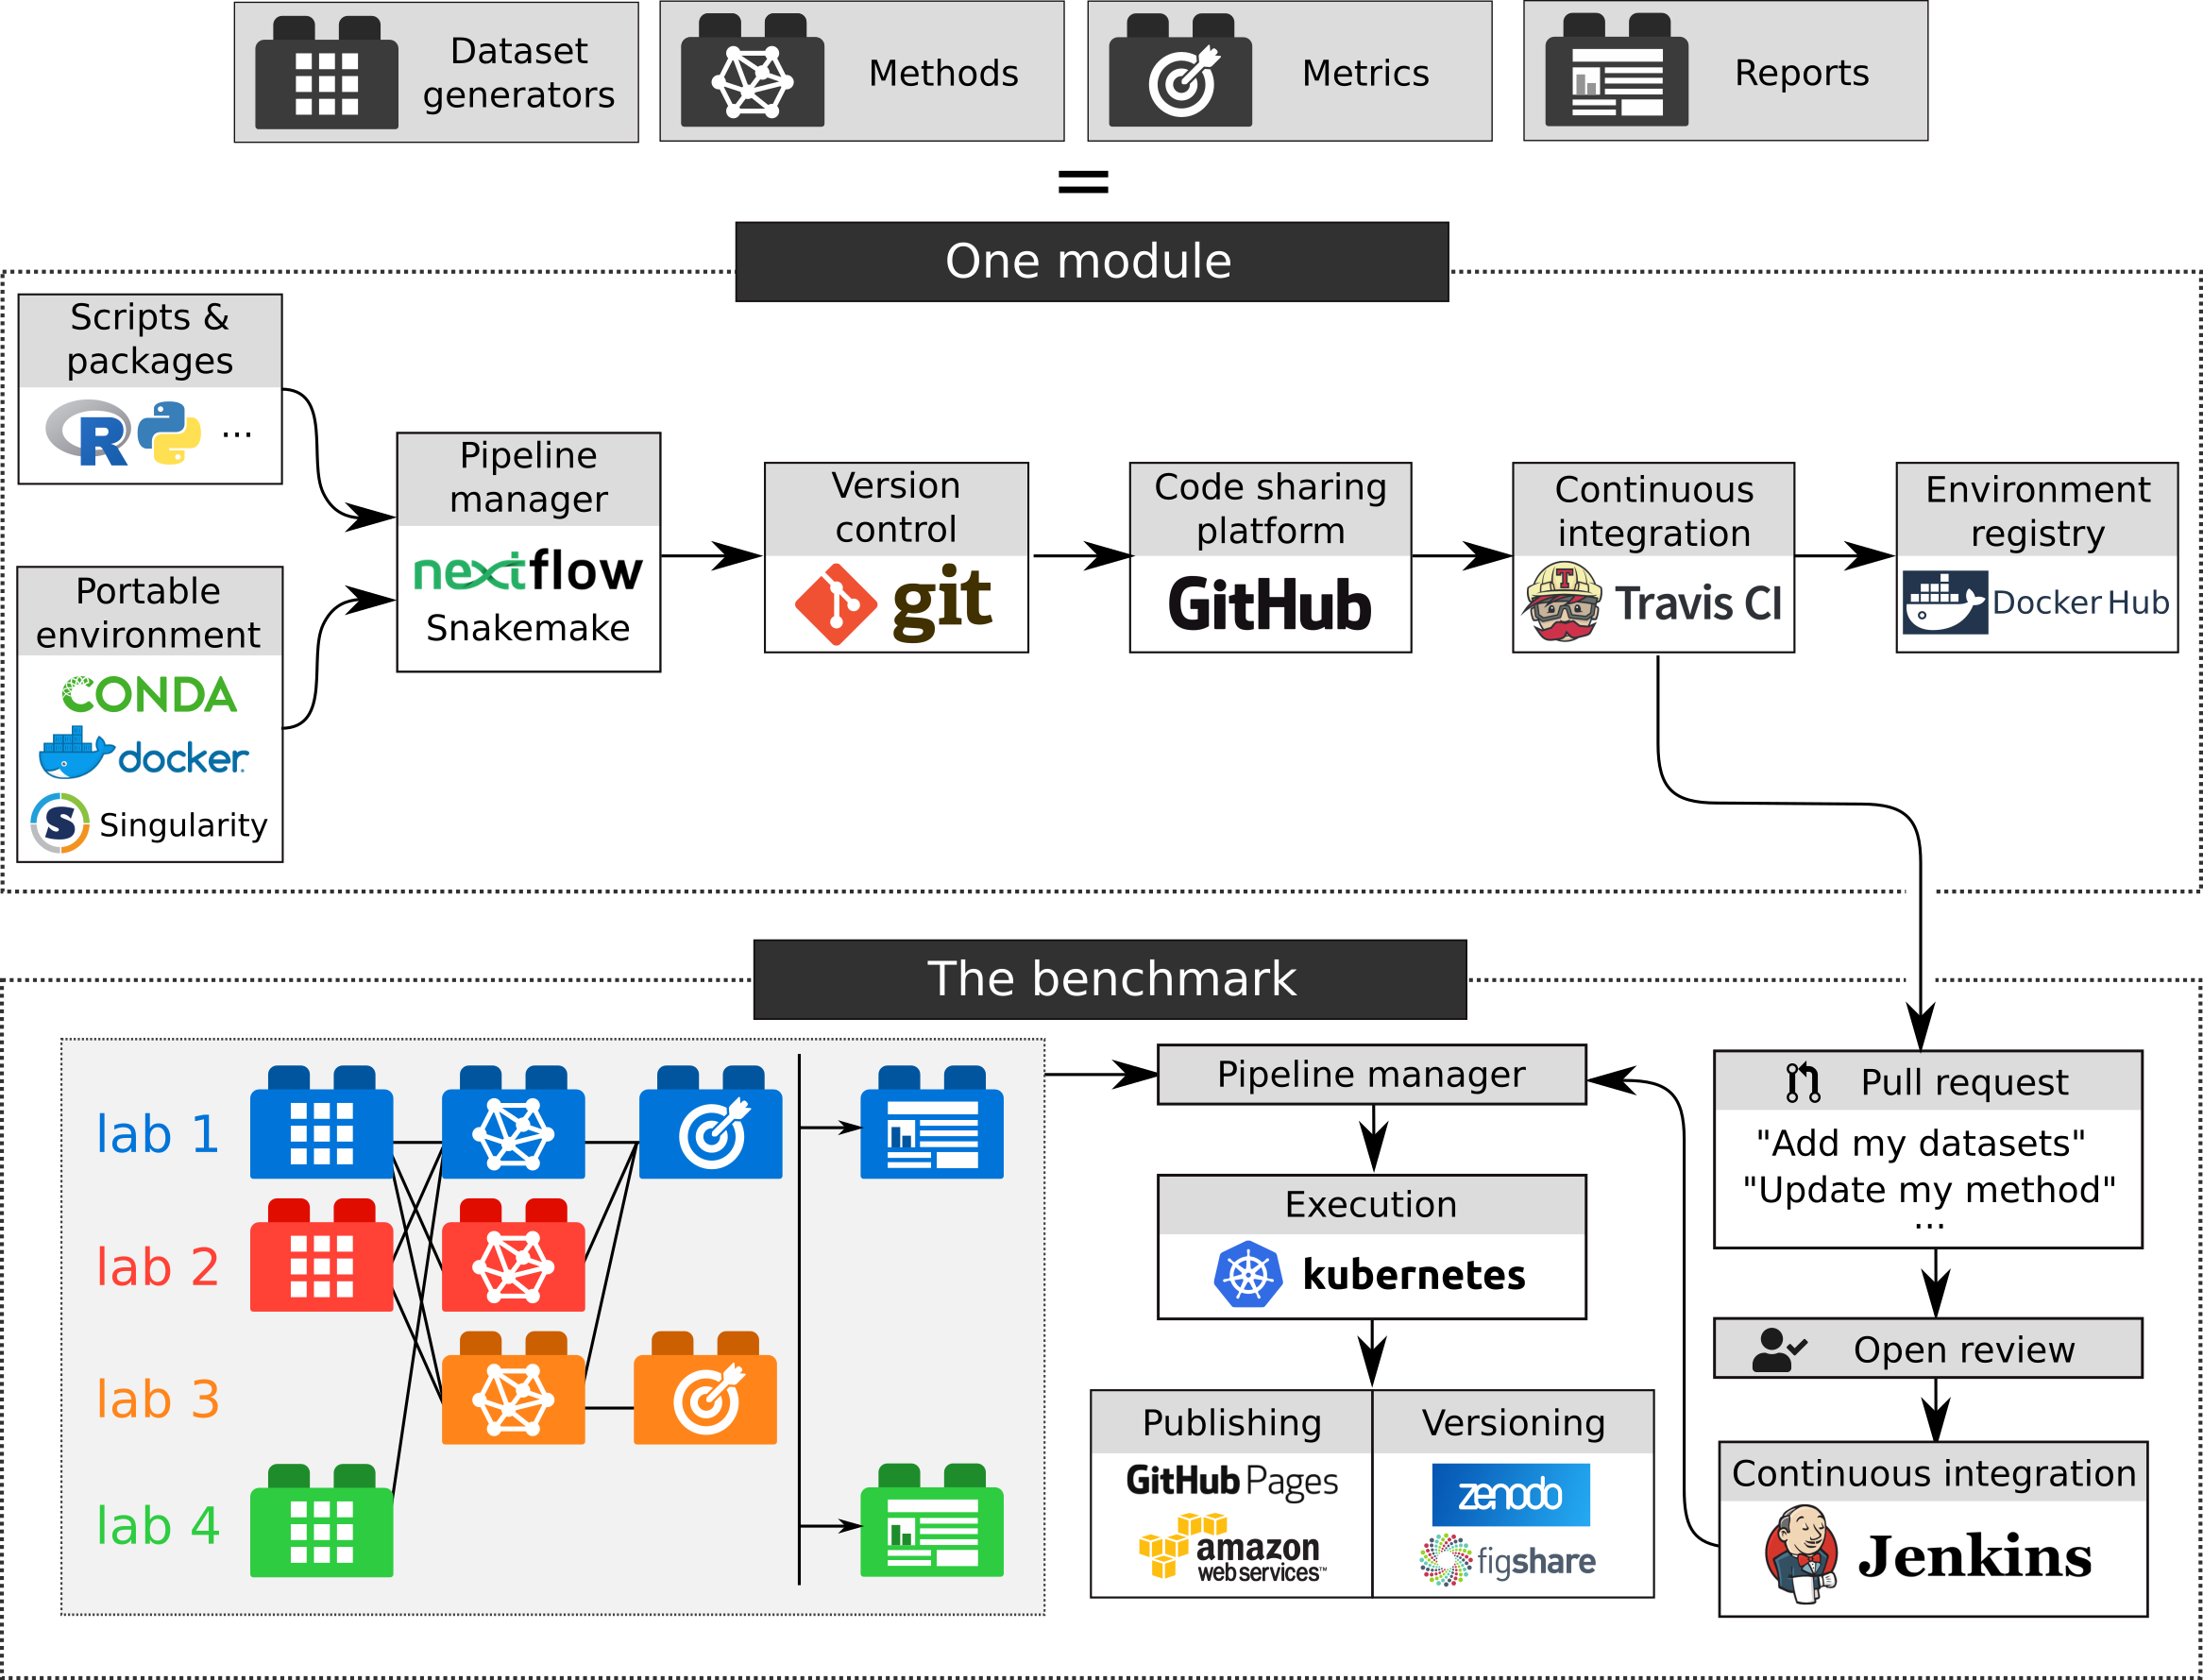 Dataset
generators
Methods
Metrics
Reports
=
One module
Scripts &
packages
R
...
Portable
environment
CONDA
docker
S Singularity
Pipeline
manager
nextflow
Snakemake
Version
control
git
Code sharing
platform
GitHub
Continuous
integration
T Travis CI
Environment
registry
Docker Hub
The benchmark
lab 1
lab 2
lab 3
lab 4
Pipeline manager
Execution
kubernetes
Publishing
GitHub Pages
amazon
web services™
Versioning
zenodo
figshare
Pull request
"Add my datasets"
"Update my method"
...
Open review
Continuous integration
Jenkins